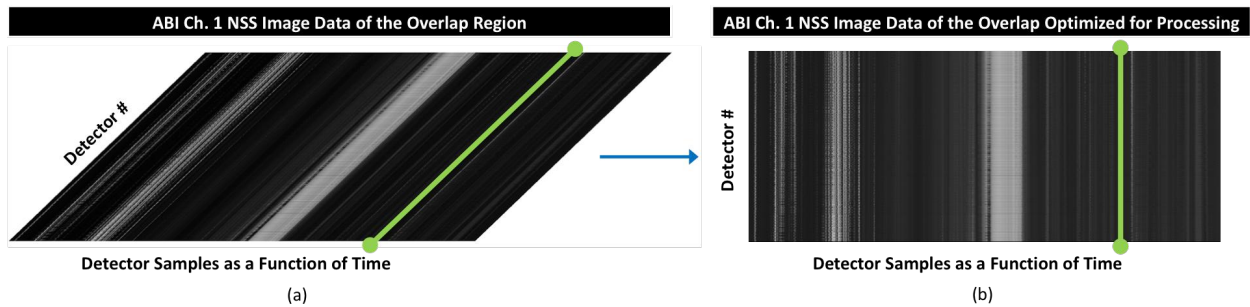 ABI Ch. 1 NSS Image Data of the Overlap Region
Detector #
Detector Samples as a Function of Time
(a)
ABI Ch. 1 NSS Image Data of the Overlap Optimized for Processing
Detector #
Detector Samples as a Function of Time
(b)